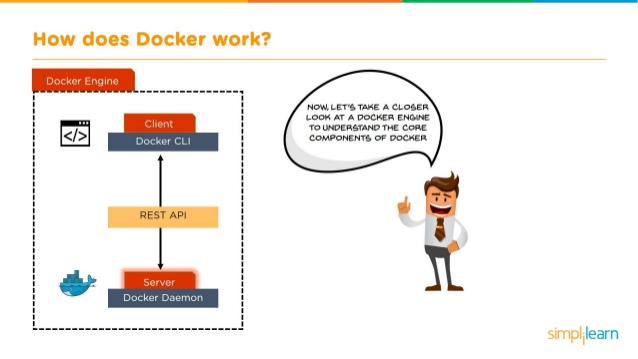 How does Docker work?
Docker Engine
</>
Client
Docker CLI
REST API
Server
Docker Daemon
NOW, LET'S TAKE A CLOSER
LOOK AT A DOCKER ENGINE
TO UNDERSTAND THE CORE
COMPONENTS OF DOCKER
simplilearn